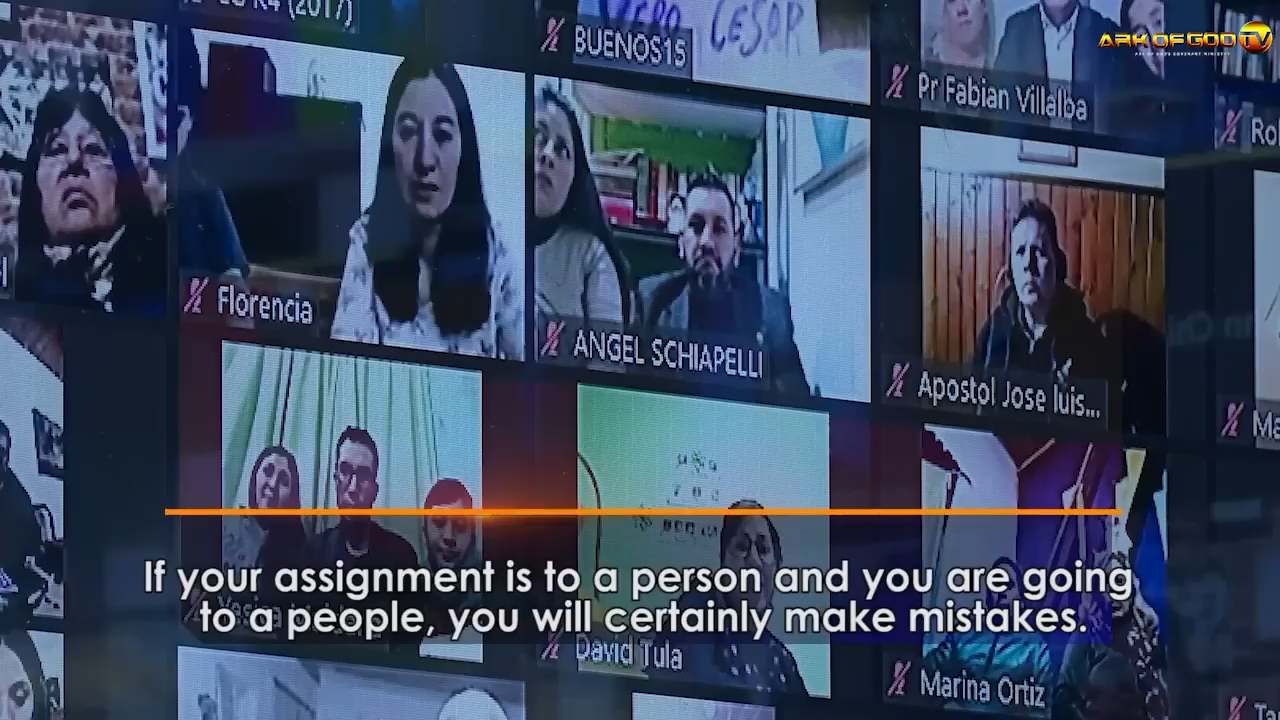 (2017)
BUENOS15
CESAR
ARK OF GOD TV
Pr Fabian Villalba
Florencia
ANGEL SCHIAPELLI
Apostol Jose luis...
If your assignment is to a person and you are going
to a people, you will certainly make mistakes.
David Tula
Marina Ortiz